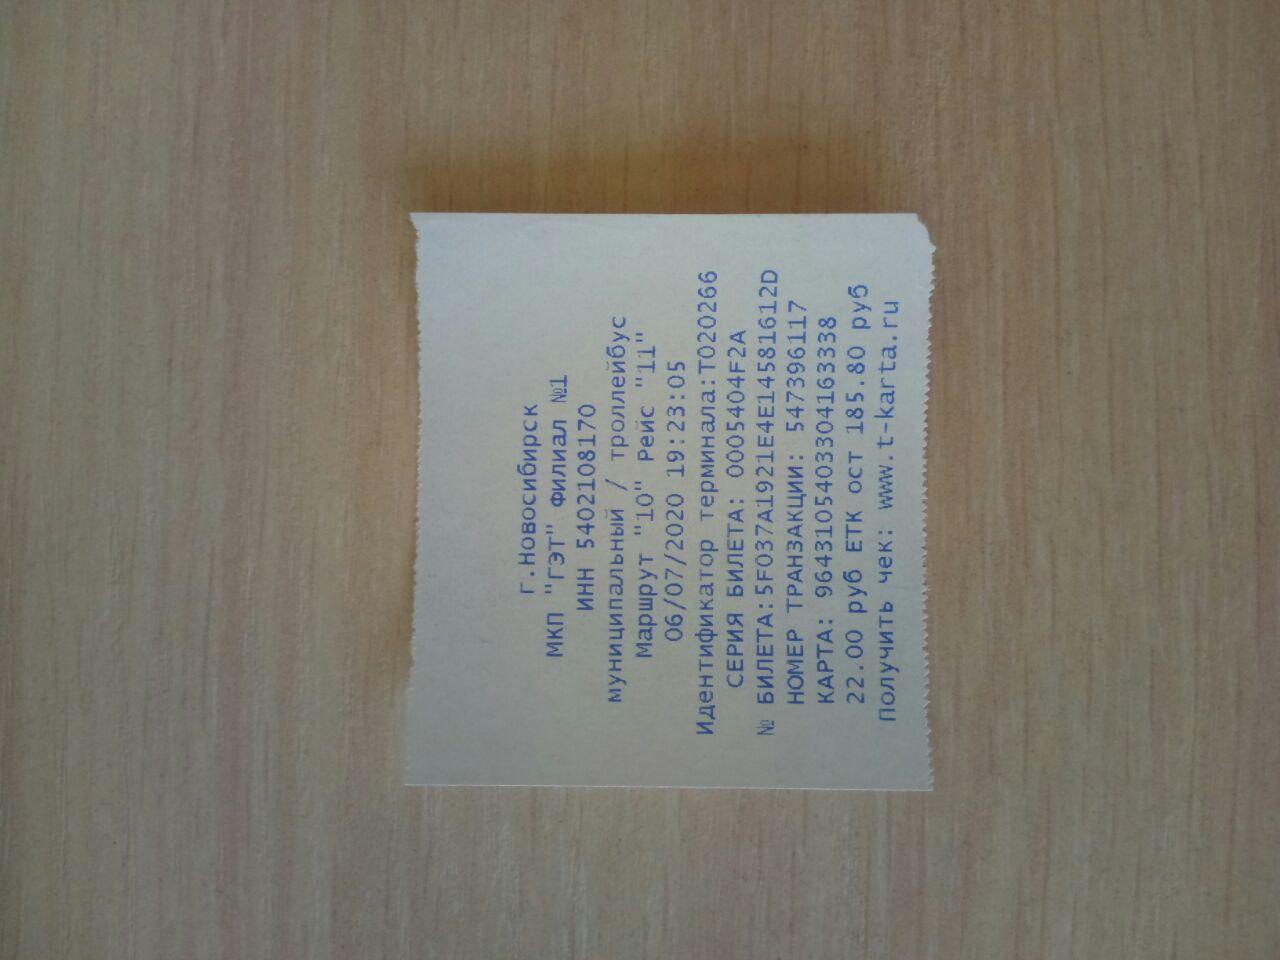 г.Новосибирск
МКП "ГЭТ" Филиал №1
ИНН 5402108170
муниципальный / троллейбус
Маршрут "10" Рейс "11"
06/07/2020 19:23:05
Идентификатор терминала:T020266
СЕРИЯ БИЛЕТА: 0005404F2A
№ БИЛЕТА:5F037A1921E4E14581612D
НОМЕР ТРАНЗАКЦИИ: 547396117
КАРТА: 9643105403304163338
22.00 руб ЕТК ост 185.80 руб
Получить чек: www.t-karta.ru